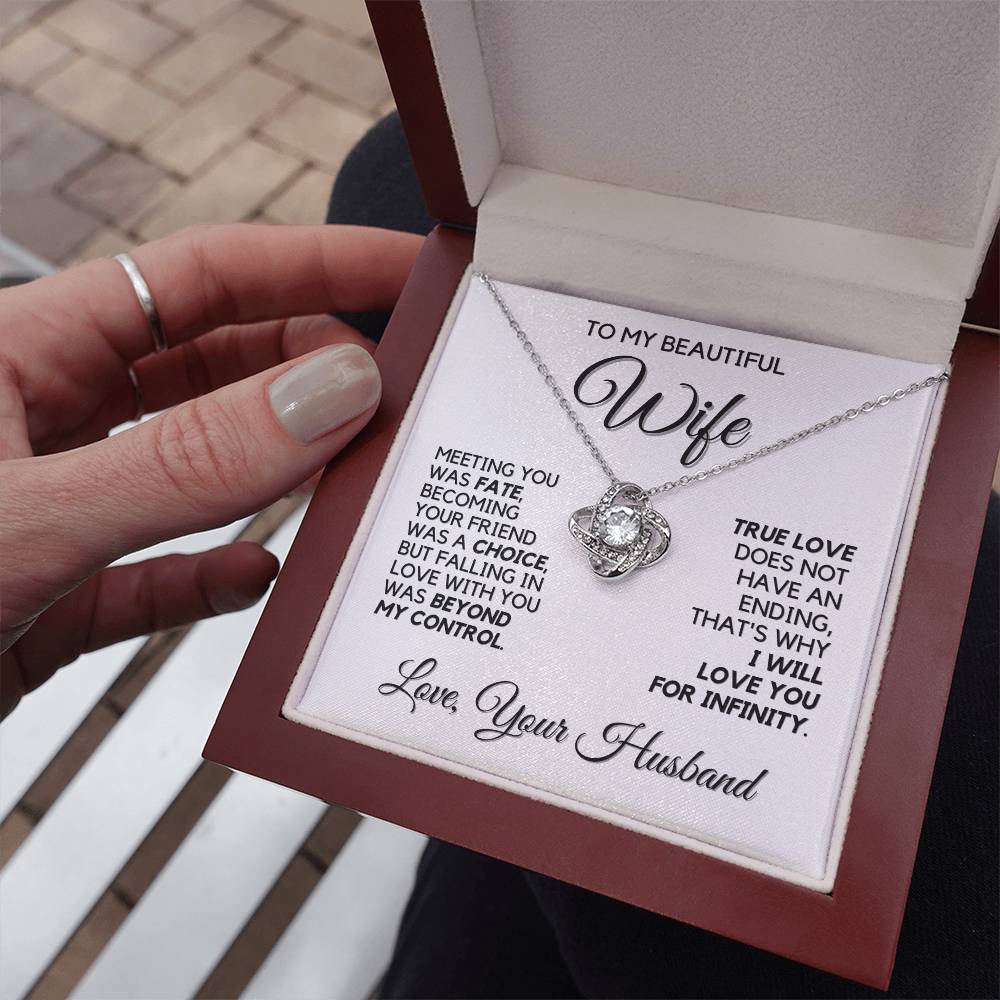 TO MY BEAUTIFUL
Wife
MEETING YOU
WAS FATE,
BECOMING
YOUR FRIEND
WAS A CHOICE,
BUT FALLING IN
LOVE WITH YOU
WAS BEYOND
MY CONTROL.
TRUE LOVE
DOES NOT
HAVE AN
ENDING,
THAT'S WHY
I WILL
LOVE YOU
FOR INFINITY.
Love, Your Husband